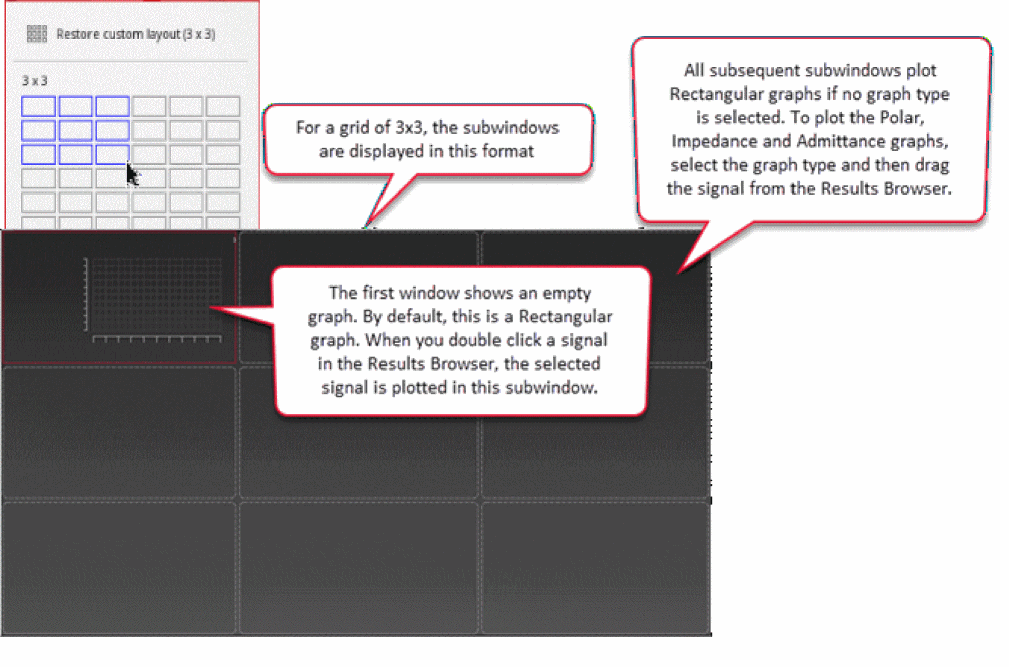 Restore custom layout (3 x 3)
3 x 3
For a grid of 3x3, the subwindows
are displayed in this format
All subsequent subwindows plot
Rectangular graphs if no graph type
is selected. To plot the Polar,
Impedance and Admittance graphs,
select the graph type and then drag
the signal from the Results Browser.
The first window shows an empty
graph. By default, this is a Rectangular
graph. When you double click a signal
in the Results Browser, the selected
signal is plotted in this subwindow.